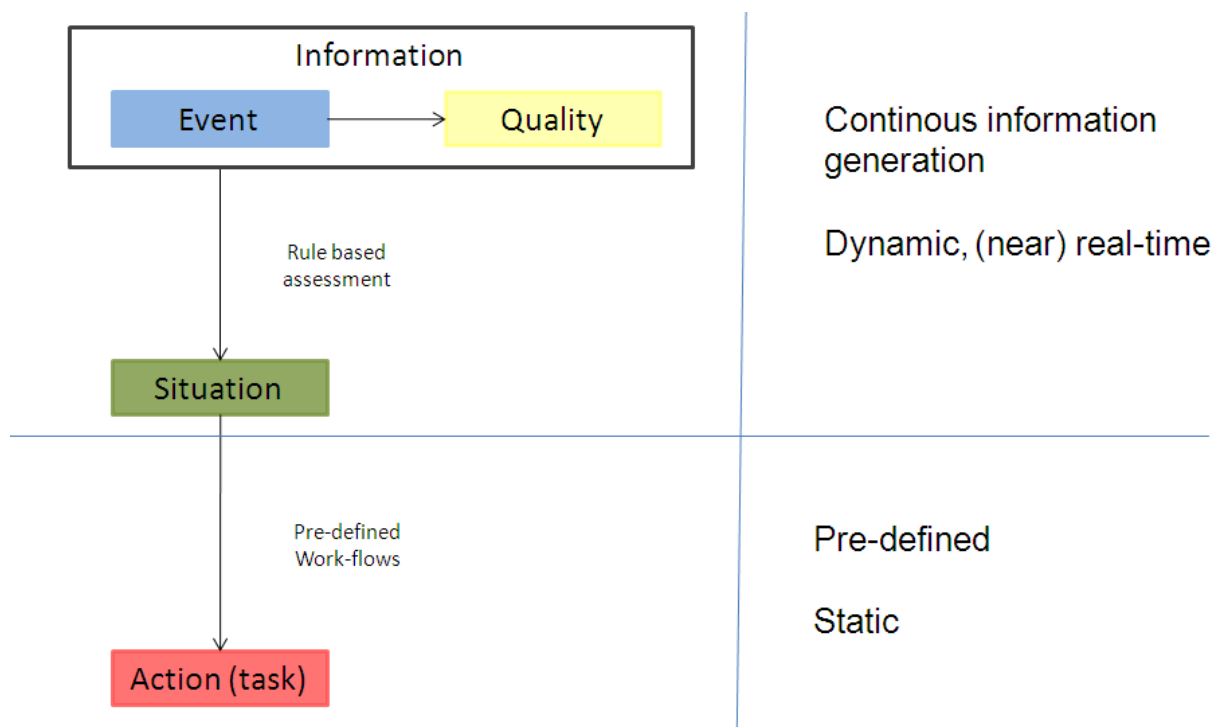 Information
Event
Quality
Continous information
generation
Dynamic, (near) real-time
Rule based
assessment
Situation
Pre-defined
Work-flows
Pre-defined
Static
Action (task)